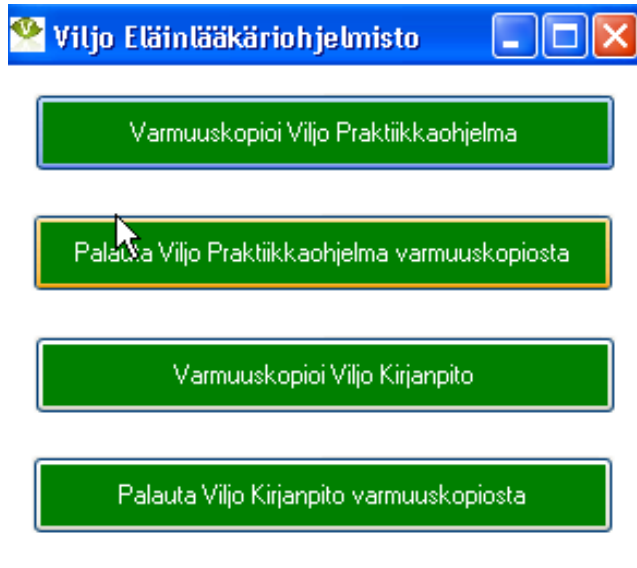 Viljo Eläinlääkäriohjelmisto
Varmuuskopioi Viljo Praktiikkaohjelma
Palauta Viljo Praktiikkaohjelma varmuuskopiosta
Varmuuskopioi Viljo Kirjanpito
Palauta Viljo Kirjanpito varmuuskopiosta